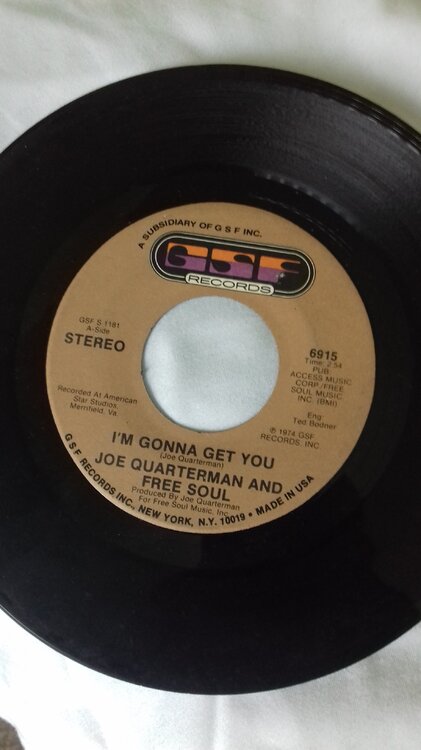 A SUBSIDIARY OF G S F INC.
GSF
RECORDS
GSF S 1181
A-Side
STEREO
6915
Time: 2:54
PUB.
ACCESS MUSIC
CORP./FREE
SOUL MUSIC
INC. (BMI)
Recorded At American
Star Studios,
Merrifield, Va.
Eng:
Ted Bodner
℗ 1974 GSF
RECORDS, INC.
I'M GONNA GET YOU
(Joe Quarterman)
JOE QUARTERMAN AND
FREE SOUL
Produced By Joe Quarterman
For Free Soul Music, Inc.
G S F RECORDS INC., NEW YORK, N.Y. 10019 • MADE IN USA